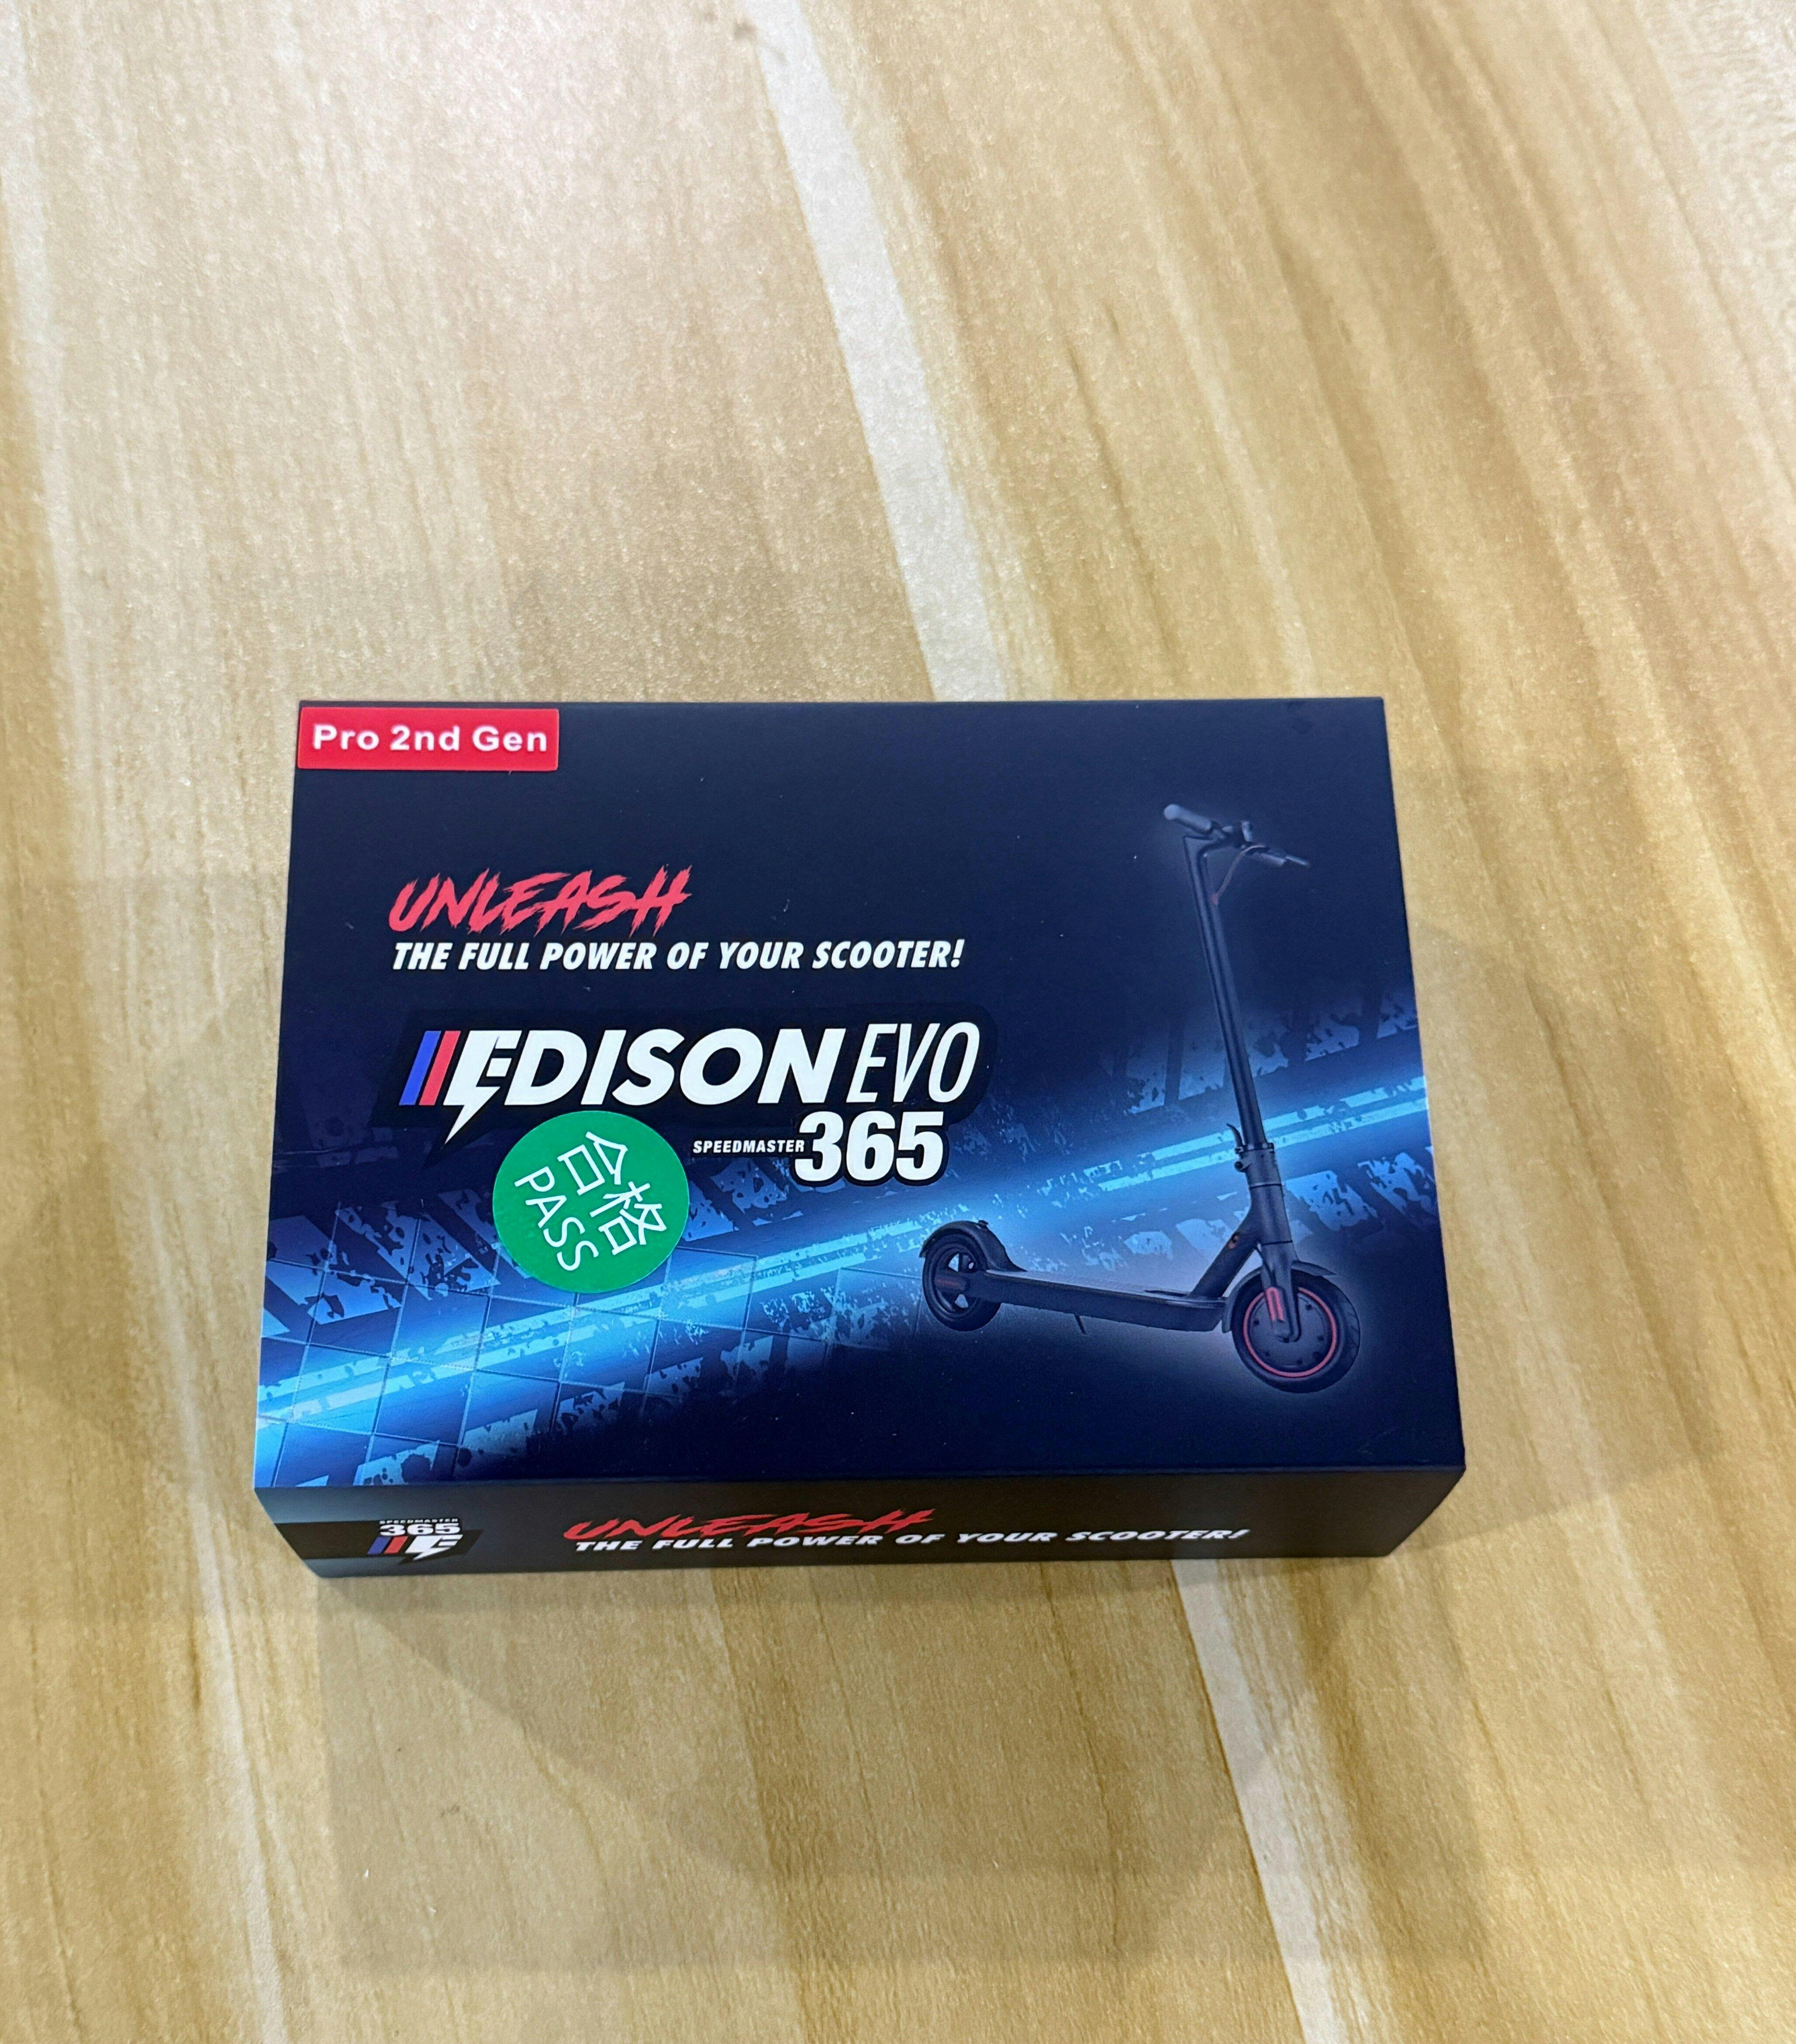 Pro 2nd Gen
UNLEASH
THE FULL POWER OF YOUR SCOOTER!
EDISON EVO
SPEEDMASTER 365
合格
PASS
SPEEDMASTER
365
E
UNLEASH
THE FULL POWER OF YOUR SCOOTER!